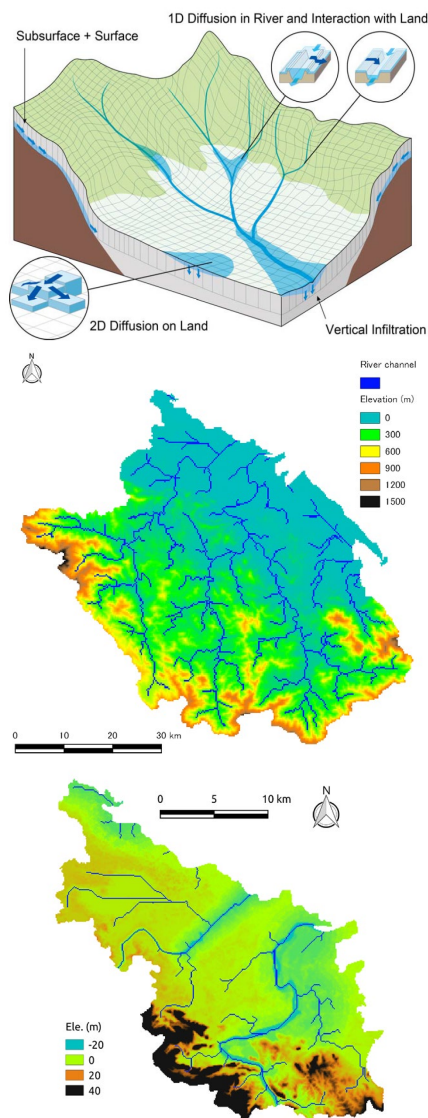 1D Diffusion in River and Interaction with Land
Subsurface + Surface
2D Diffusion on Land
Vertical Infiltration
N
River channel
Elevation (m)
0
300
600
900
1200
1500
0 10 20 30 km
0 5 10 km
N
Ele. (m)
-20
0
20
40